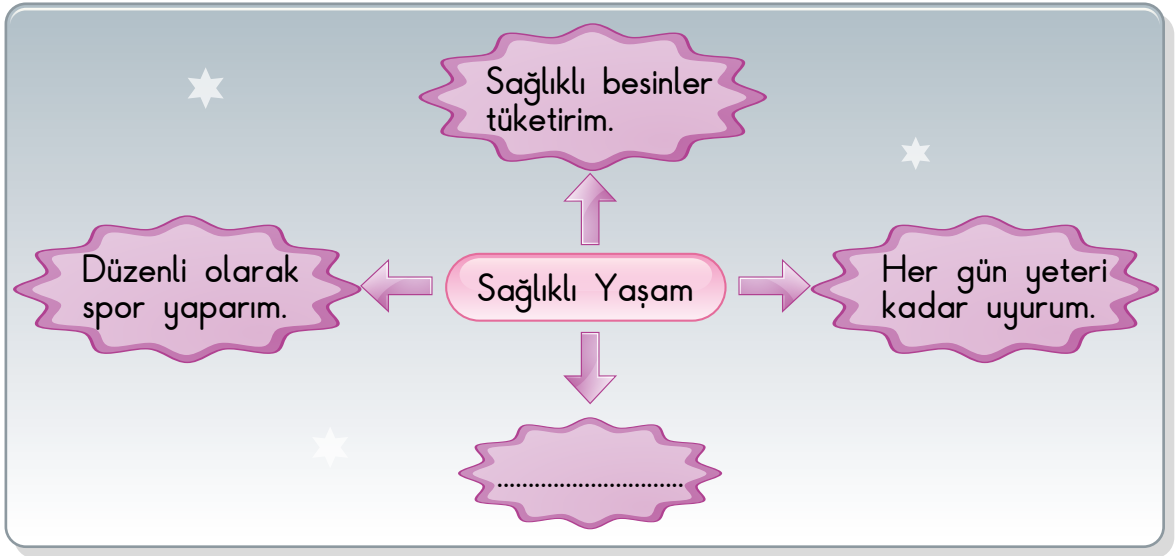 Sağlıklı besinler
tüketirim.
Düzenli olarak
spor yaparım.
Sağlıklı Yaşam
Her gün yeteri
kadar uyurum.
...............................